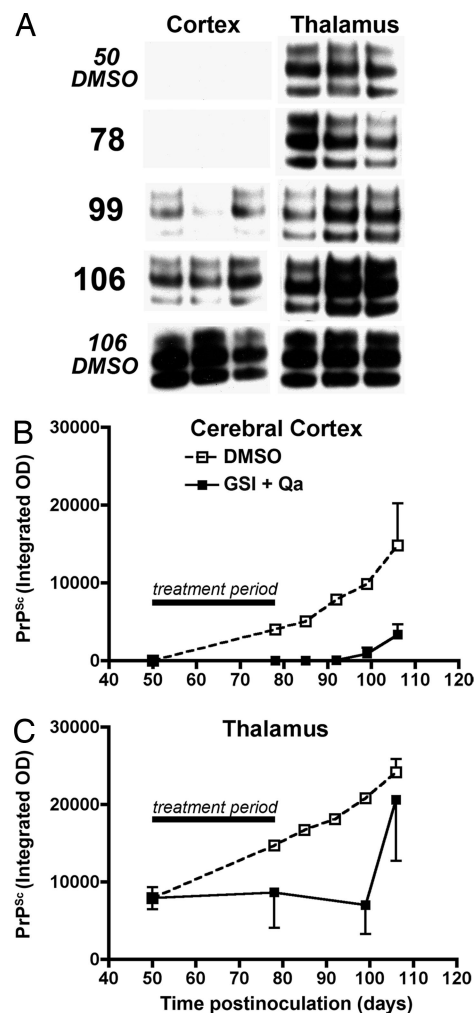 A
Cortex Thalamus
50
DMSO
78
99
106
106
DMSO
B
30000
20000
10000
0
PrPSc (Integrated OD)
Cerebral Cortex
DMSO
GSI + Qa
treatment period
40 50 60 70 80 90 100 110 120
C
30000
20000
10000
0
PrPSc (Integrated OD)
Thalamus
treatment period
40 50 60 70 80 90 100 110 120
Time postinoculation (days)